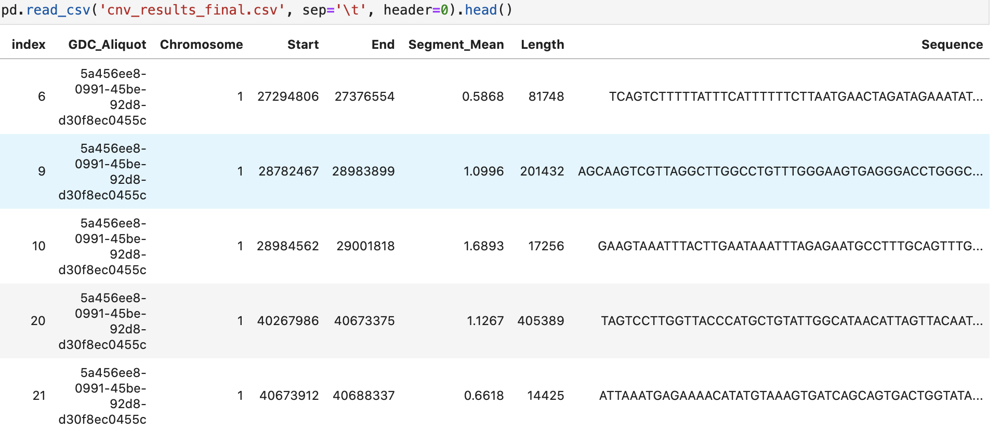 pd.read_csv('cnv_results_final.csv', sep='\t', header=0).head()
index GDC_Aliquot Chromosome Start End Segment_Mean Length Sequence
5a456ee8-
0991-45be-
6 92d8- 1 27294806 27376554 0.5868 81748 TCAGTCTTTTTATTTCATTTTTTCTTAATGAACTAGATAGAAATAT...
d30f8ec0455c
5a456ee8-
0991-45be-
9 92d8- 1 28782467 28983899 1.0996 201432 AGCAAGTCGTTAGGCTTGGCCTGTTTGGGAAGTGAGGGACCTGGGC...
d30f8ec0455c
5a456ee8-
0991-45be-
10 92d8- 1 28984562 29001818 1.6893 17256 GAAGTAAATTTACTTGAATAAATTTAGAGAATGCCTTTGCAGTTTG...
d30f8ec0455c
5a456ee8-
0991-45be-
20 92d8- 1 40267986 40673375 1.1267 405389 TAGTCCTTGGTTACCCATGCTGTATTGGCATAACATTAGTTACAAT...
d30f8ec0455c
5a456ee8-
0991-45be-
21 92d8- 1 40673912 40688337 0.6618 14425 ATTAAATGAGAAAACATATGTAAAGTGATCAGCAGTGACTGGTATA...
d30f8ec0455c